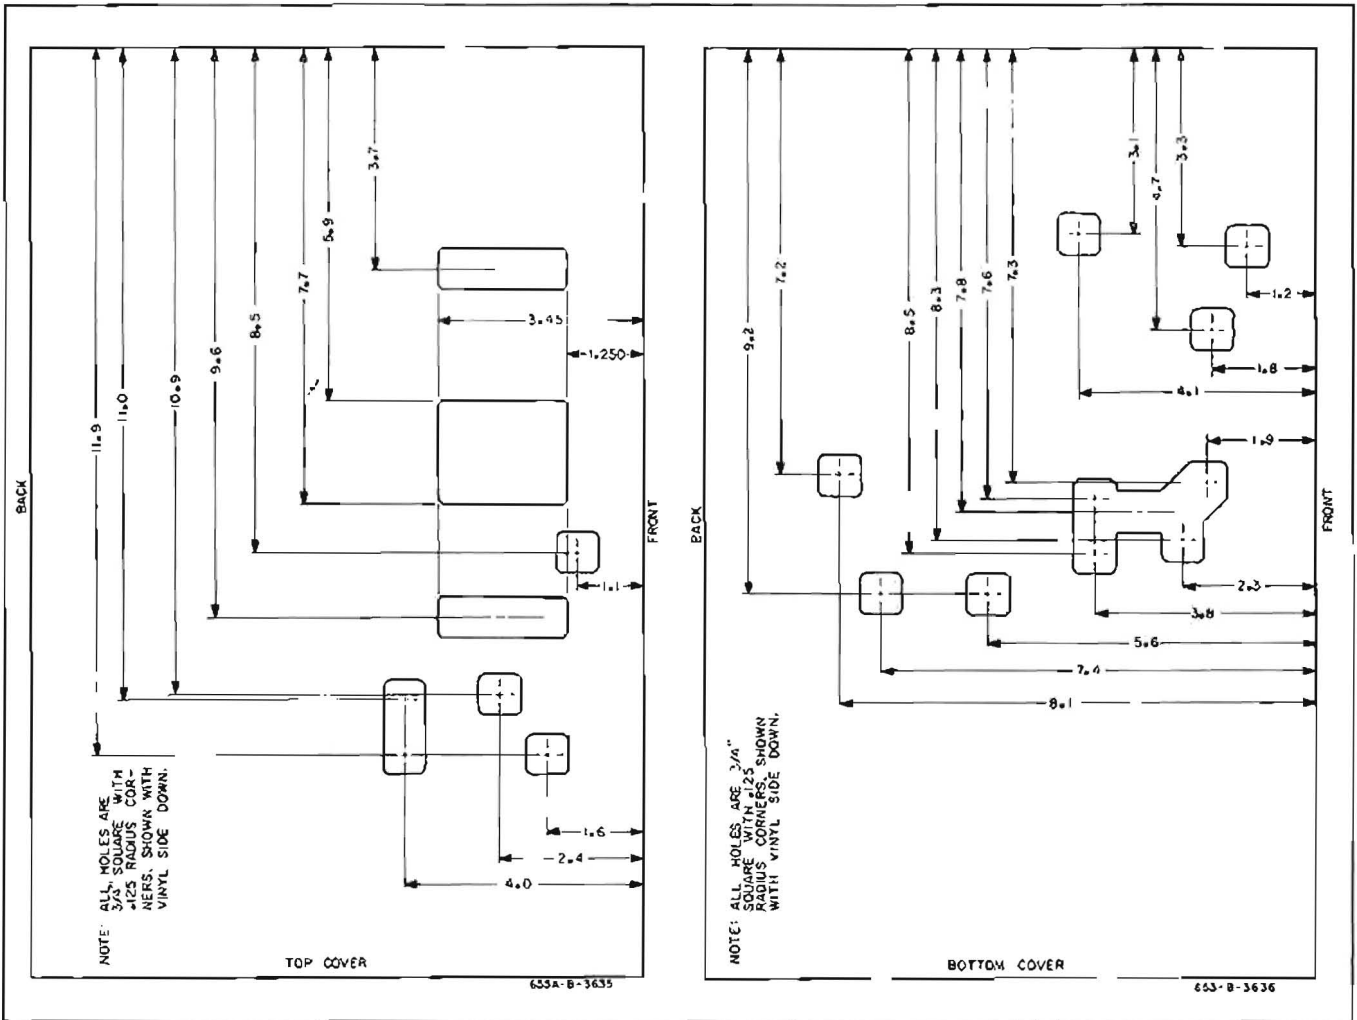 3.7
5.9
7.7
8.5
9.6
10.9
11.0
11.9
3.45
1.250
1.1
1.6
2.4
4.0
BACK
FRONT
NOTE: ALL HOLES ARE
3/4" SQUARE WITH
.125 RADIUS COR-
NERS. SHOWN WITH
VINYL SIDE DOWN.
TOP COVER
653A-B-3635
3.1
4.7
3.3
7.2
9.2
8.5
8.3
7.8
7.6
7.3
1.2
1.8
4.1
1.9
2.3
3.8
5.6
7.4
8.1
BACK
FRONT
NOTE: ALL HOLES ARE 3/4"
SQUARE WITH .125
RADIUS CORNERS. SHOWN
WITH VINYL SIDE DOWN.
BOTTOM COVER
653-B-3636